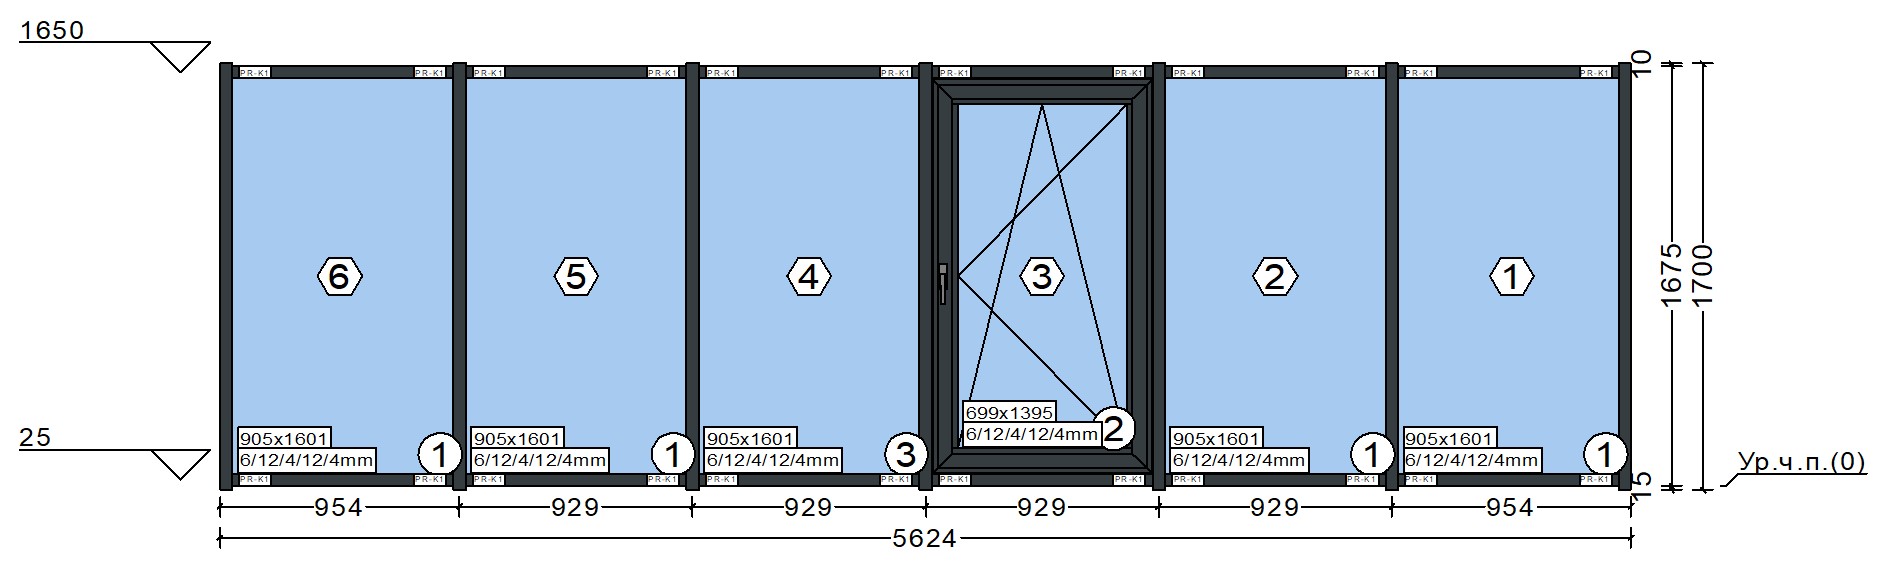 1650
PR-K1 PR-K1 PR-K1 PR-K1 PR-K1 PR-K1 PR-K1 PR-K1 PR-K1 PR-K1 PR-K1 PR-K1
10
6 5 4 3 2 1
1675
1700
699x1395
6/12/4/12/4mm 2
25
905x1601 905x1601 905x1601 905x1601 905x1601
6/12/4/12/4mm 1 6/12/4/12/4mm 1 6/12/4/12/4mm 3 6/12/4/12/4mm 1 6/12/4/12/4mm 1
Ур.ч.п.(0)
PR-K1 PR-K1 PR-K1 PR-K1 PR-K1 PR-K1 PR-K1 PR-K1 PR-K1 PR-K1 PR-K1 PR-K1
15
954 929 929 929 929 954
5624